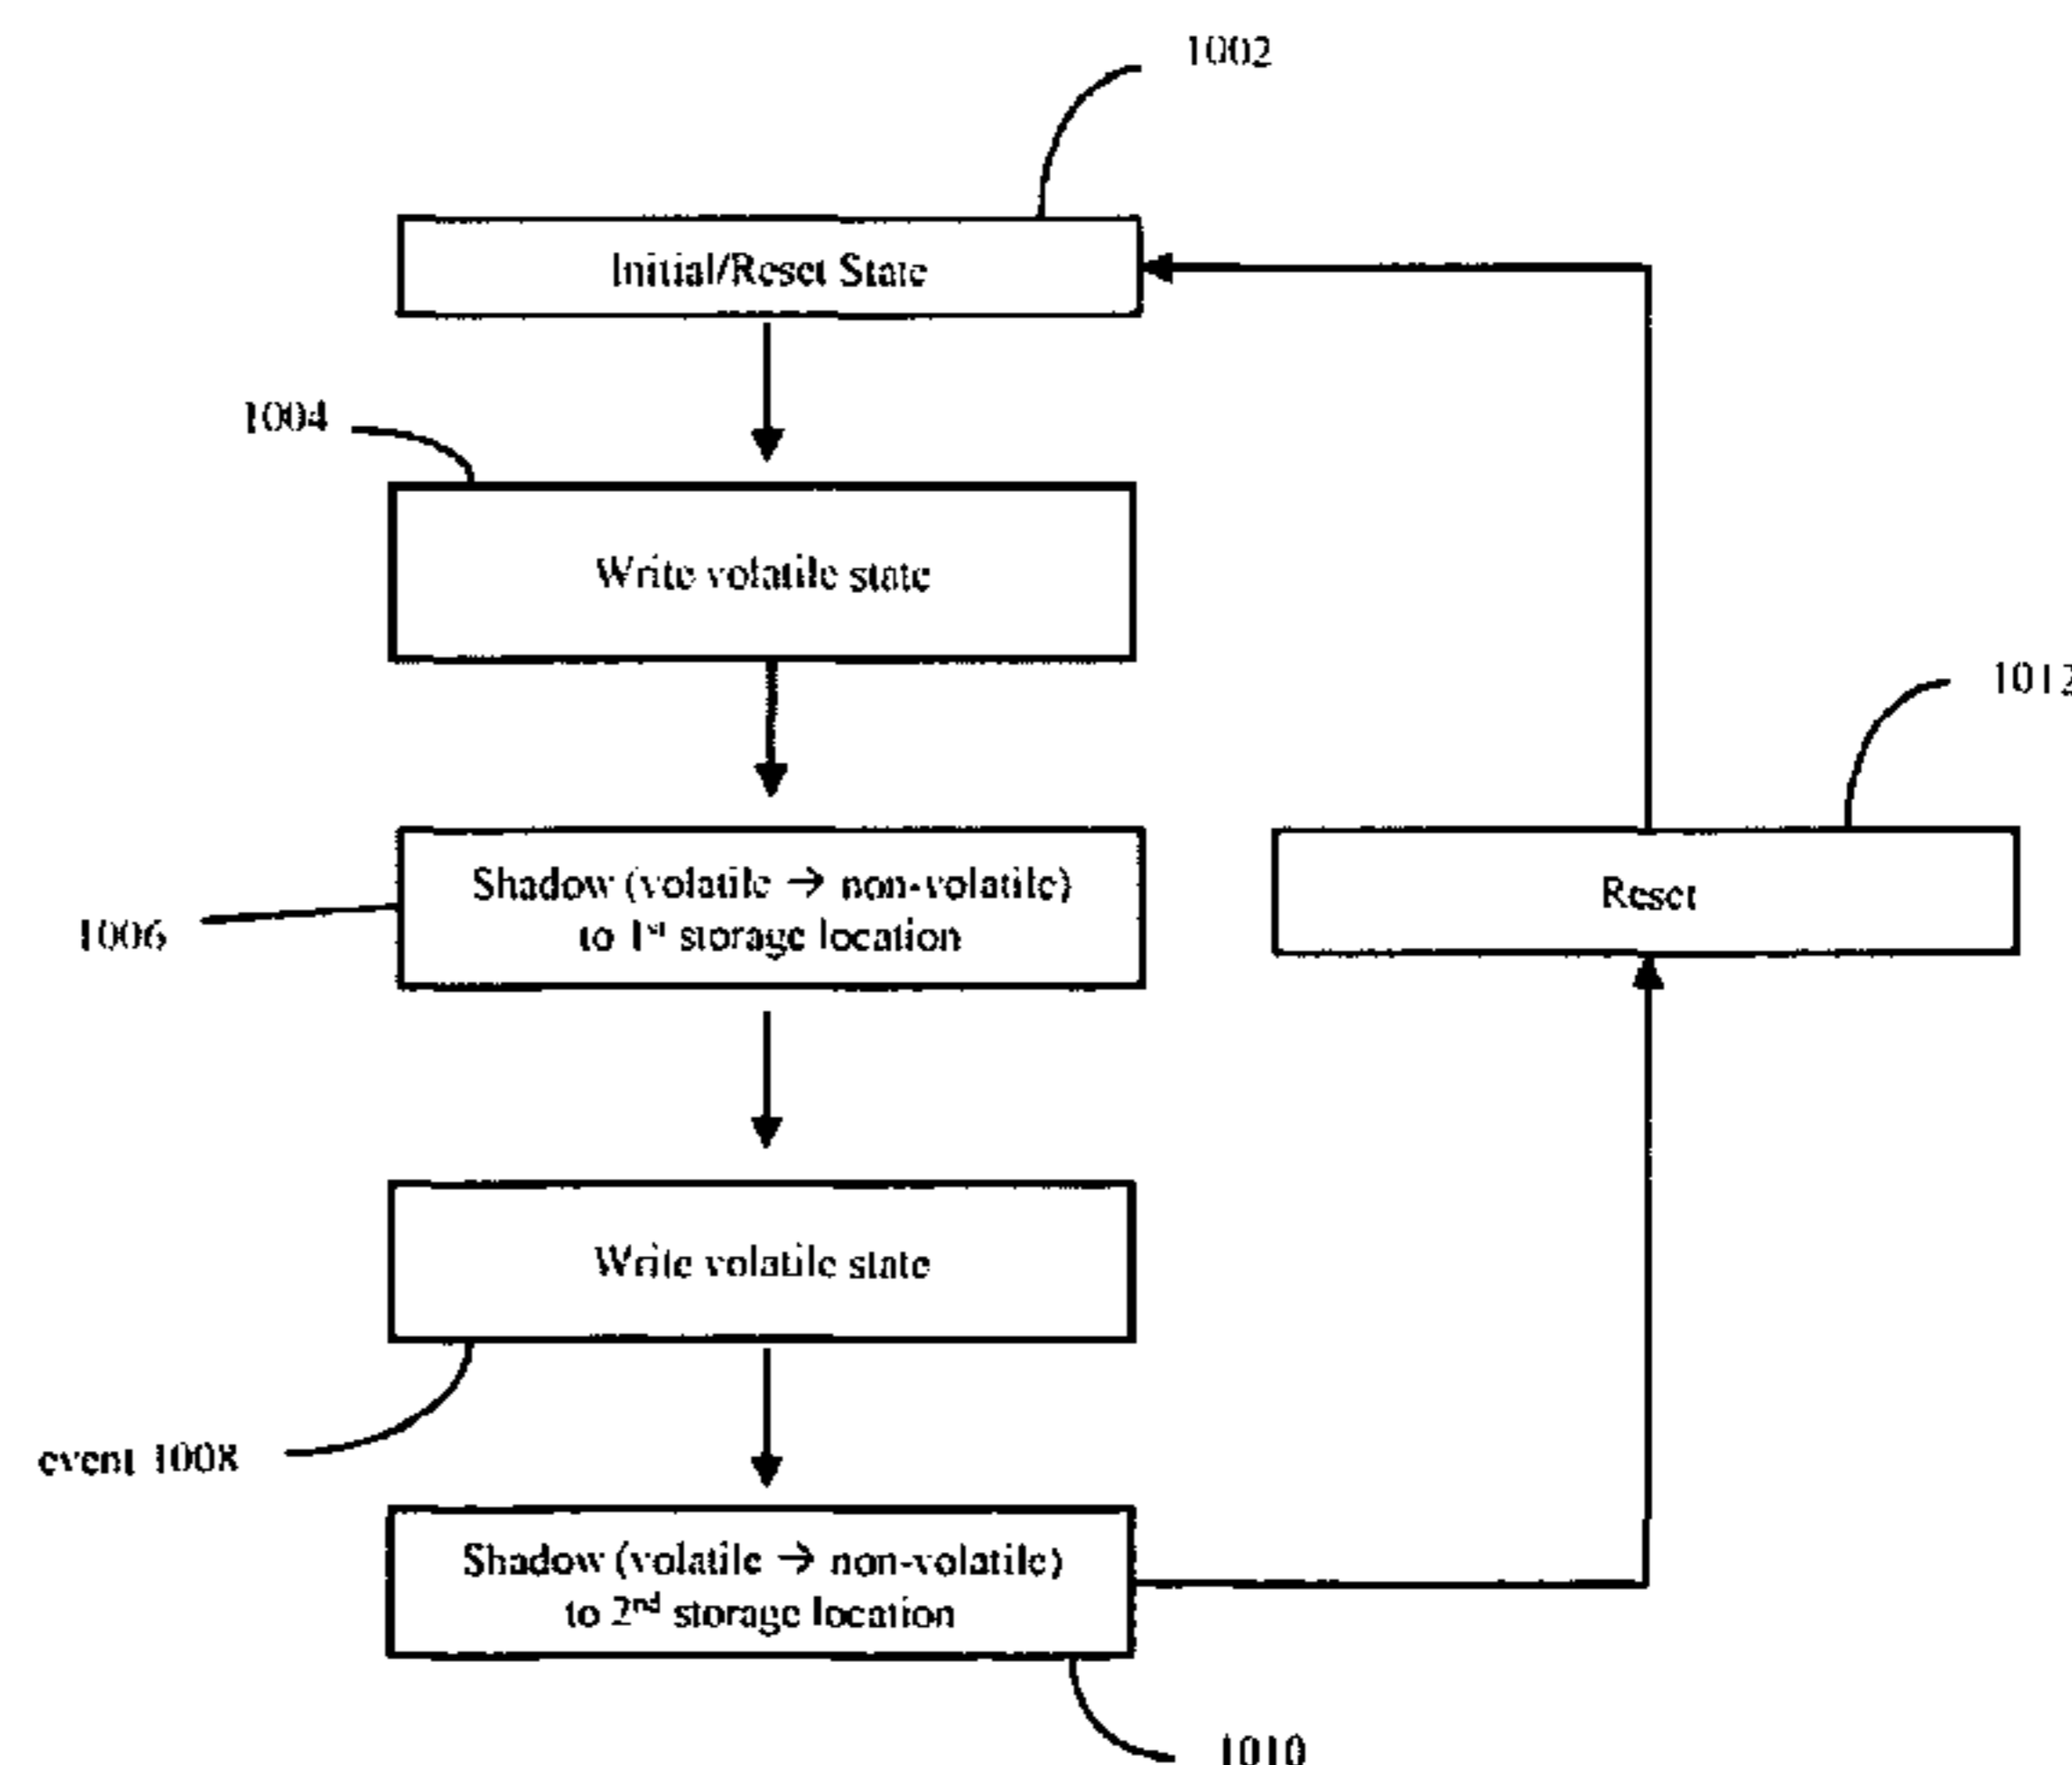 1002
Initial/Reset State
1004
Write volatile state
1012
Shadow (volatile → non-volatile)
to 1st storage location
Reset
1006
Write volatile state
event 1008
Shadow (volatile → non-volatile)
to 2nd storage location
1010